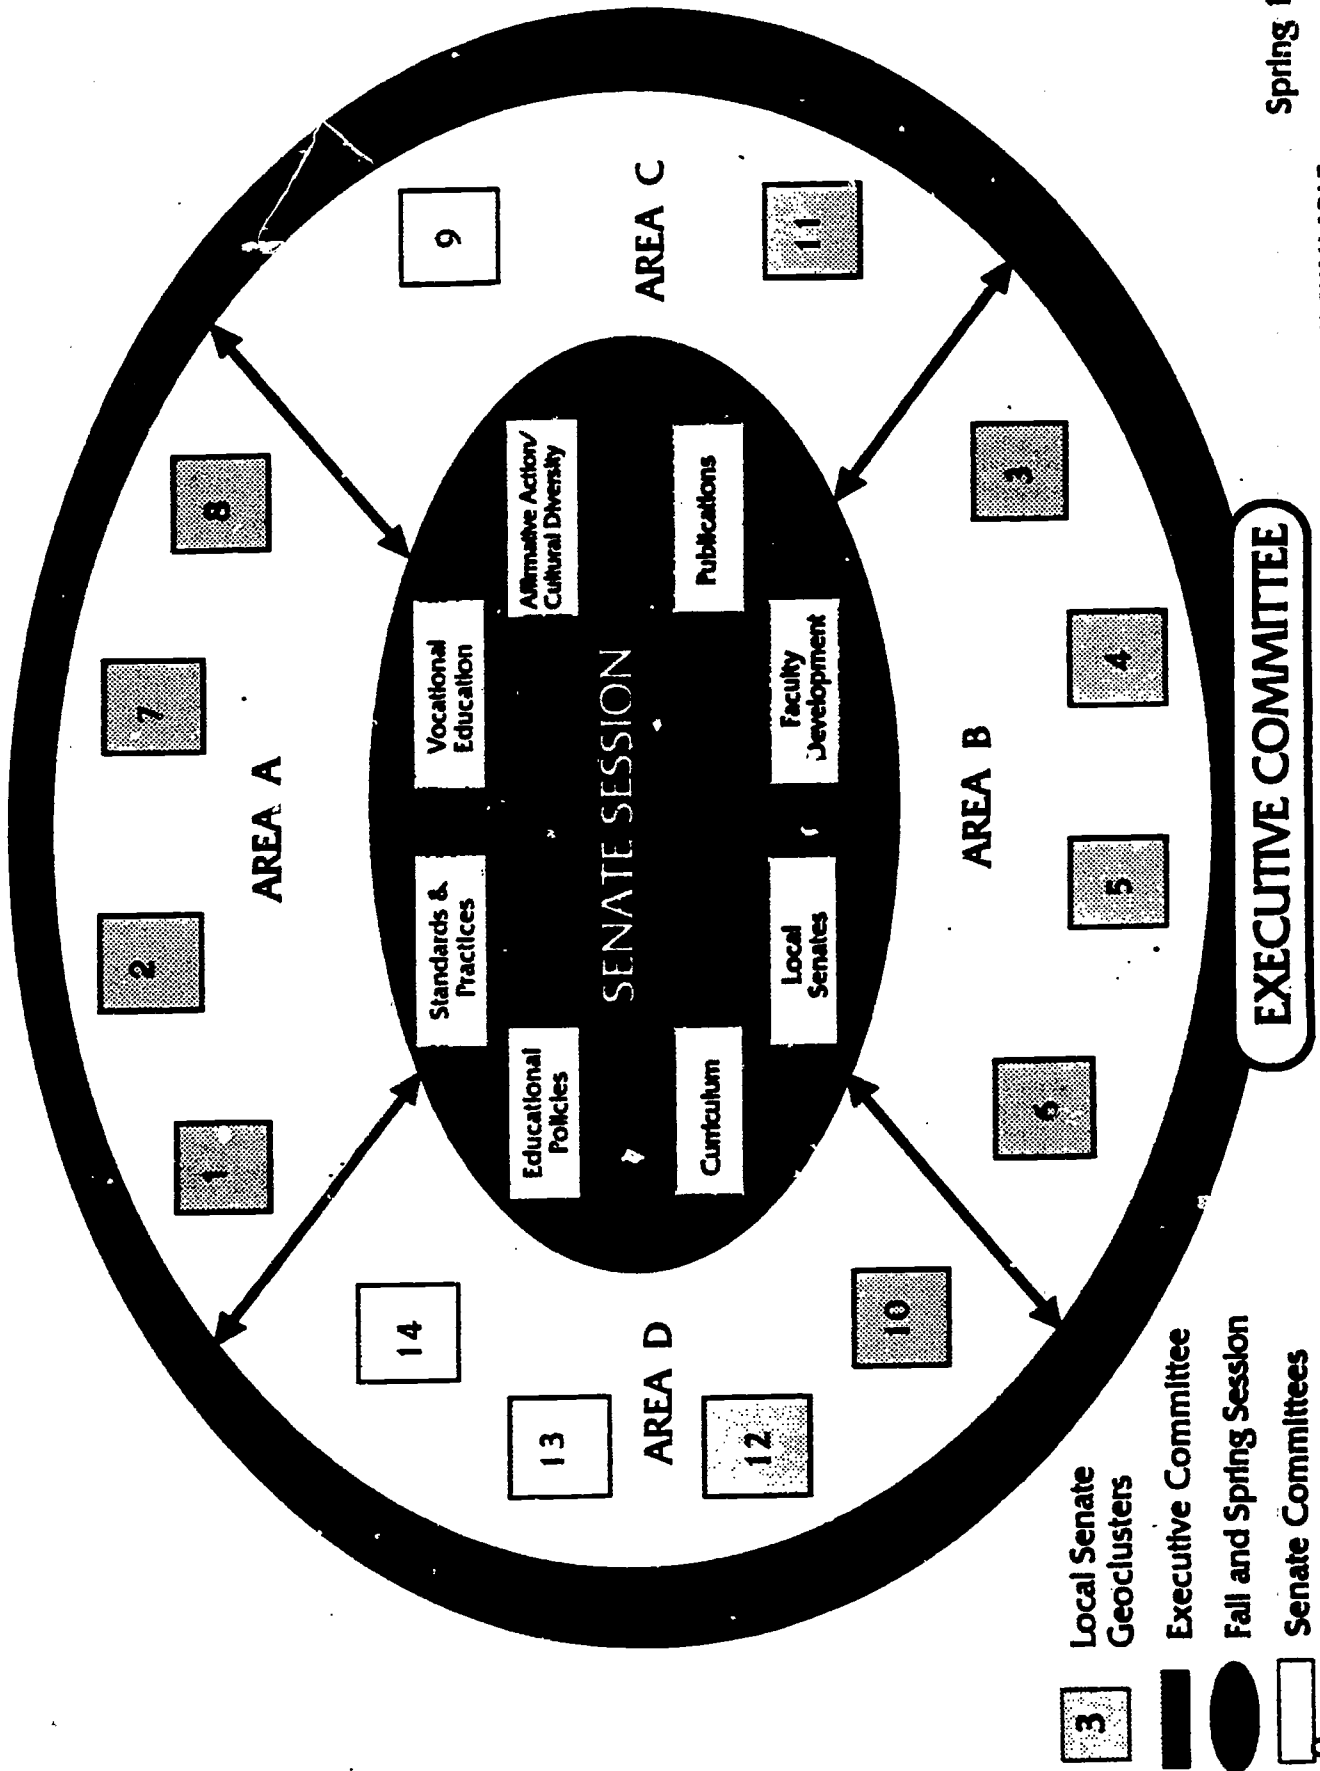 2
7
1
8
AREA A
14
9
Standards &
Practices
Vocational
Education
Educational
Policies
Affirmative Action/
Cultural Diversity
13
SENATE SESSION
AREA D
AREA C
Curriculum
Publications
12
11
Local
Senates
Faculty
Development
10
AREA B
6
3
5
4
EXECUTIVE COMMITTEE
3
Local Senate
Geoclusters
Executive Committee
Fall and Spring Session
Senate Committees
Spring